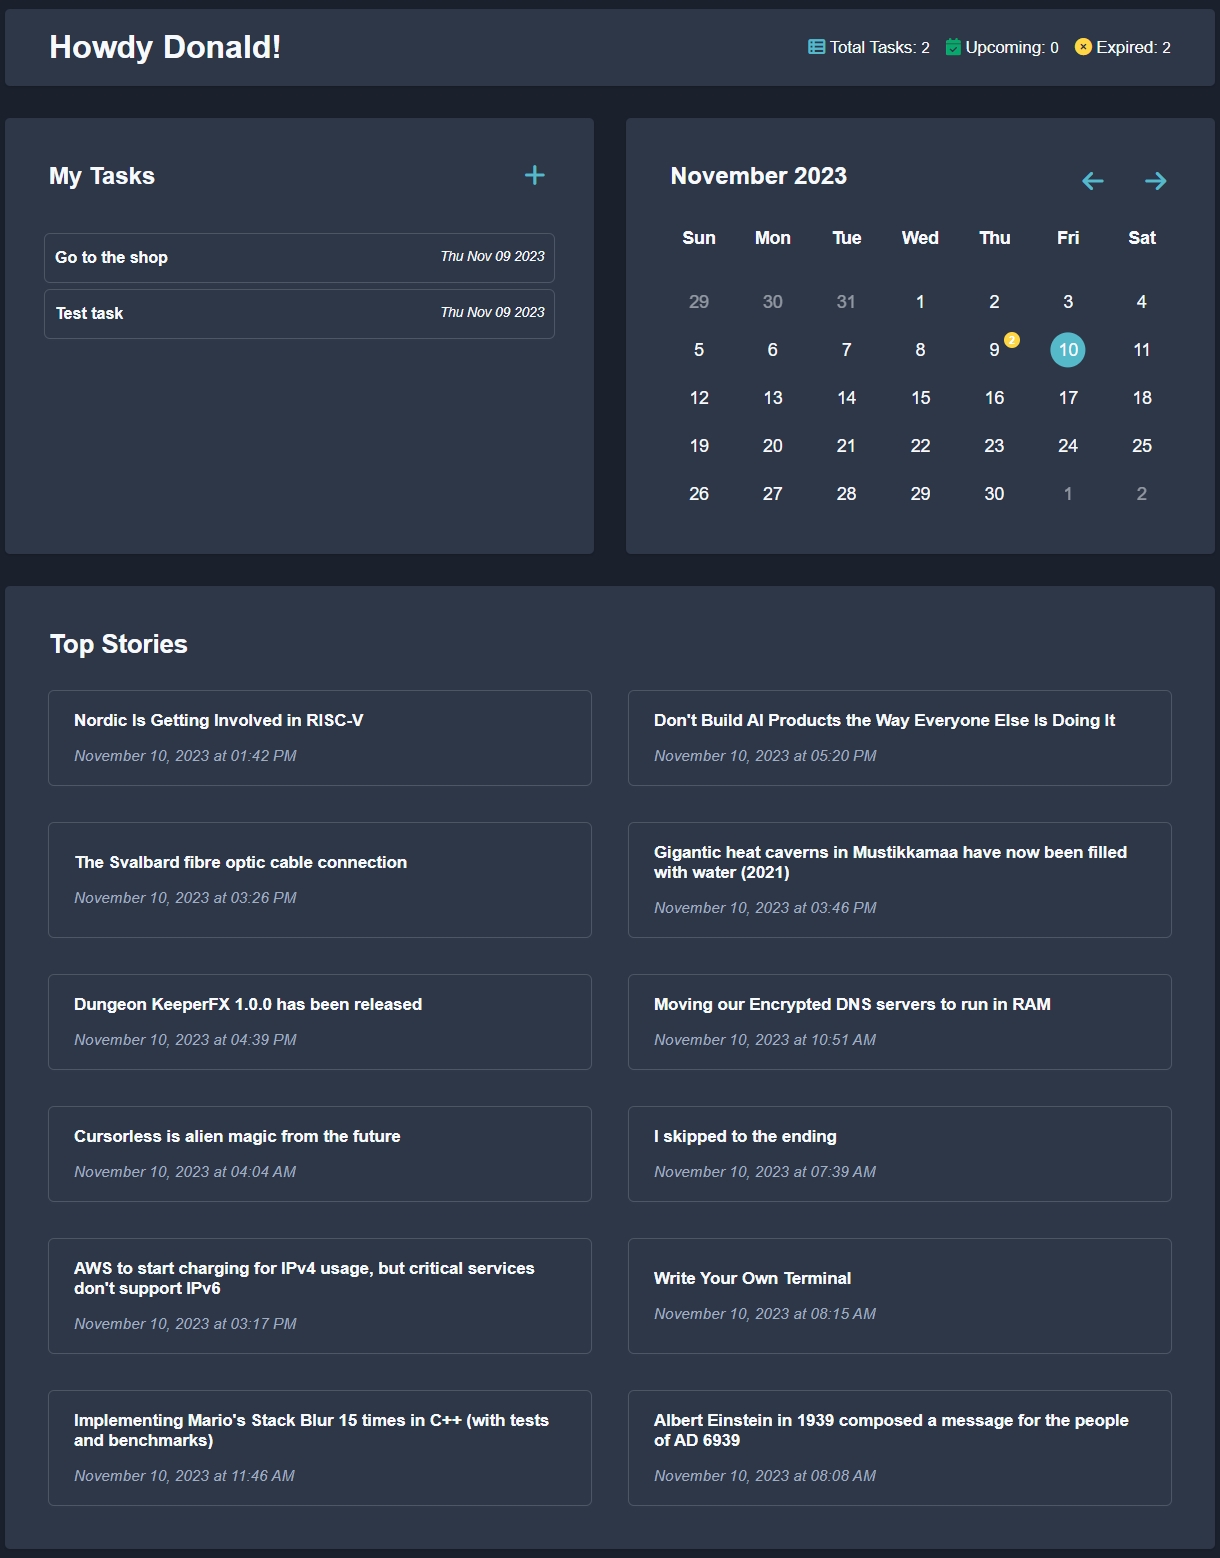 Howdy Donald!
Total Tasks: 2 Upcoming: 0 Expired: 2
My Tasks
Go to the shop Thu Nov 09 2023
Test task Thu Nov 09 2023
November 2023
Sun Mon Tue Wed Thu Fri Sat
29 30 31 1 2 3 4
5 6 7 8 9 2 10 11
12 13 14 15 16 17 18
19 20 21 22 23 24 25
26 27 28 29 30 1 2
Top Stories
Nordic Is Getting Involved in RISC-V
November 10, 2023 at 01:42 PM
Don't Build AI Products the Way Everyone Else Is Doing It
November 10, 2023 at 05:20 PM
The Svalbard fibre optic cable connection
November 10, 2023 at 03:26 PM
Gigantic heat caverns in Mustikkamaa have now been filled
with water (2021)
November 10, 2023 at 03:46 PM
Dungeon KeeperFX 1.0.0 has been released
November 10, 2023 at 04:39 PM
Moving our Encrypted DNS servers to run in RAM
November 10, 2023 at 10:51 AM
Cursorless is alien magic from the future
November 10, 2023 at 04:04 AM
I skipped to the ending
November 10, 2023 at 07:39 AM
AWS to start charging for IPv4 usage, but critical services
don't support IPv6
November 10, 2023 at 03:17 PM
Write Your Own Terminal
November 10, 2023 at 08:15 AM
Implementing Mario's Stack Blur 15 times in C++ (with tests
and benchmarks)
November 10, 2023 at 11:46 AM
Albert Einstein in 1939 composed a message for the people
of AD 6939
November 10, 2023 at 08:08 AM